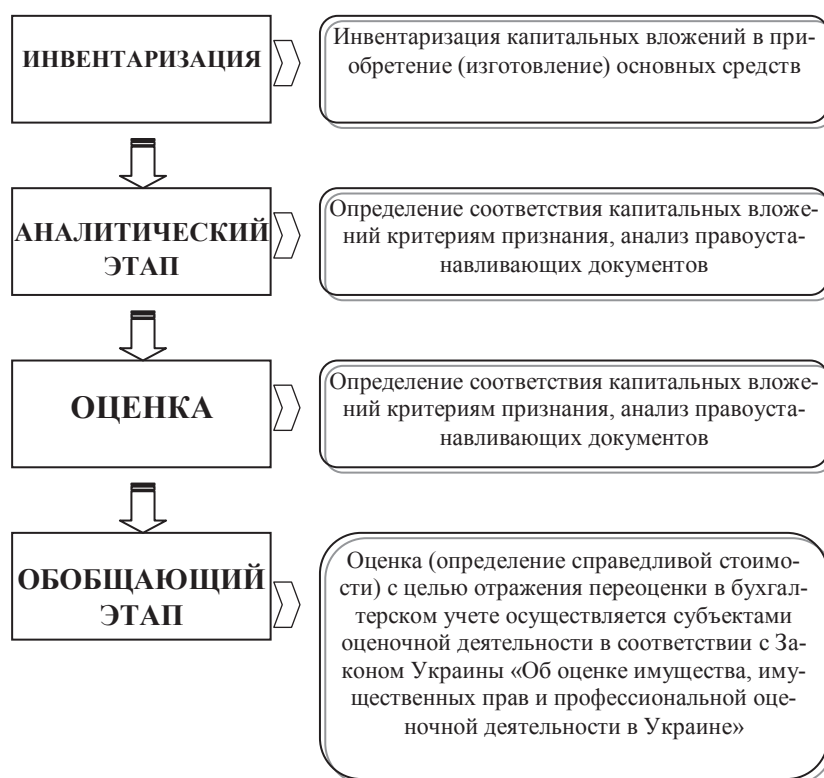 ИНВЕНТАРИЗАЦИЯ
Инвентаризация капитальных вложений в при-
обретение (изготовление) основных средств
АНАЛИТИЧЕСКИЙ
ЭТАП
Определение соответствия капитальных вложе-
ний критериям признания, анализ правоуста-
навливающих документов
ОЦЕНКА
Определение соответствия капитальных вложе-
ний критериям признания, анализ правоуста-
навливающих документов
ОБОБЩАЮЩИЙ
ЭТАП
Оценка (определение справедливой стоимо-
сти) с целью отражения переоценки в бухгал-
терском учете осуществляется субъектами
оценочной деятельности в соответствии с За-
коном Украины «Об оценке имущества, иму-
щественных прав и профессиональной оце-
ночной деятельности в Украине»